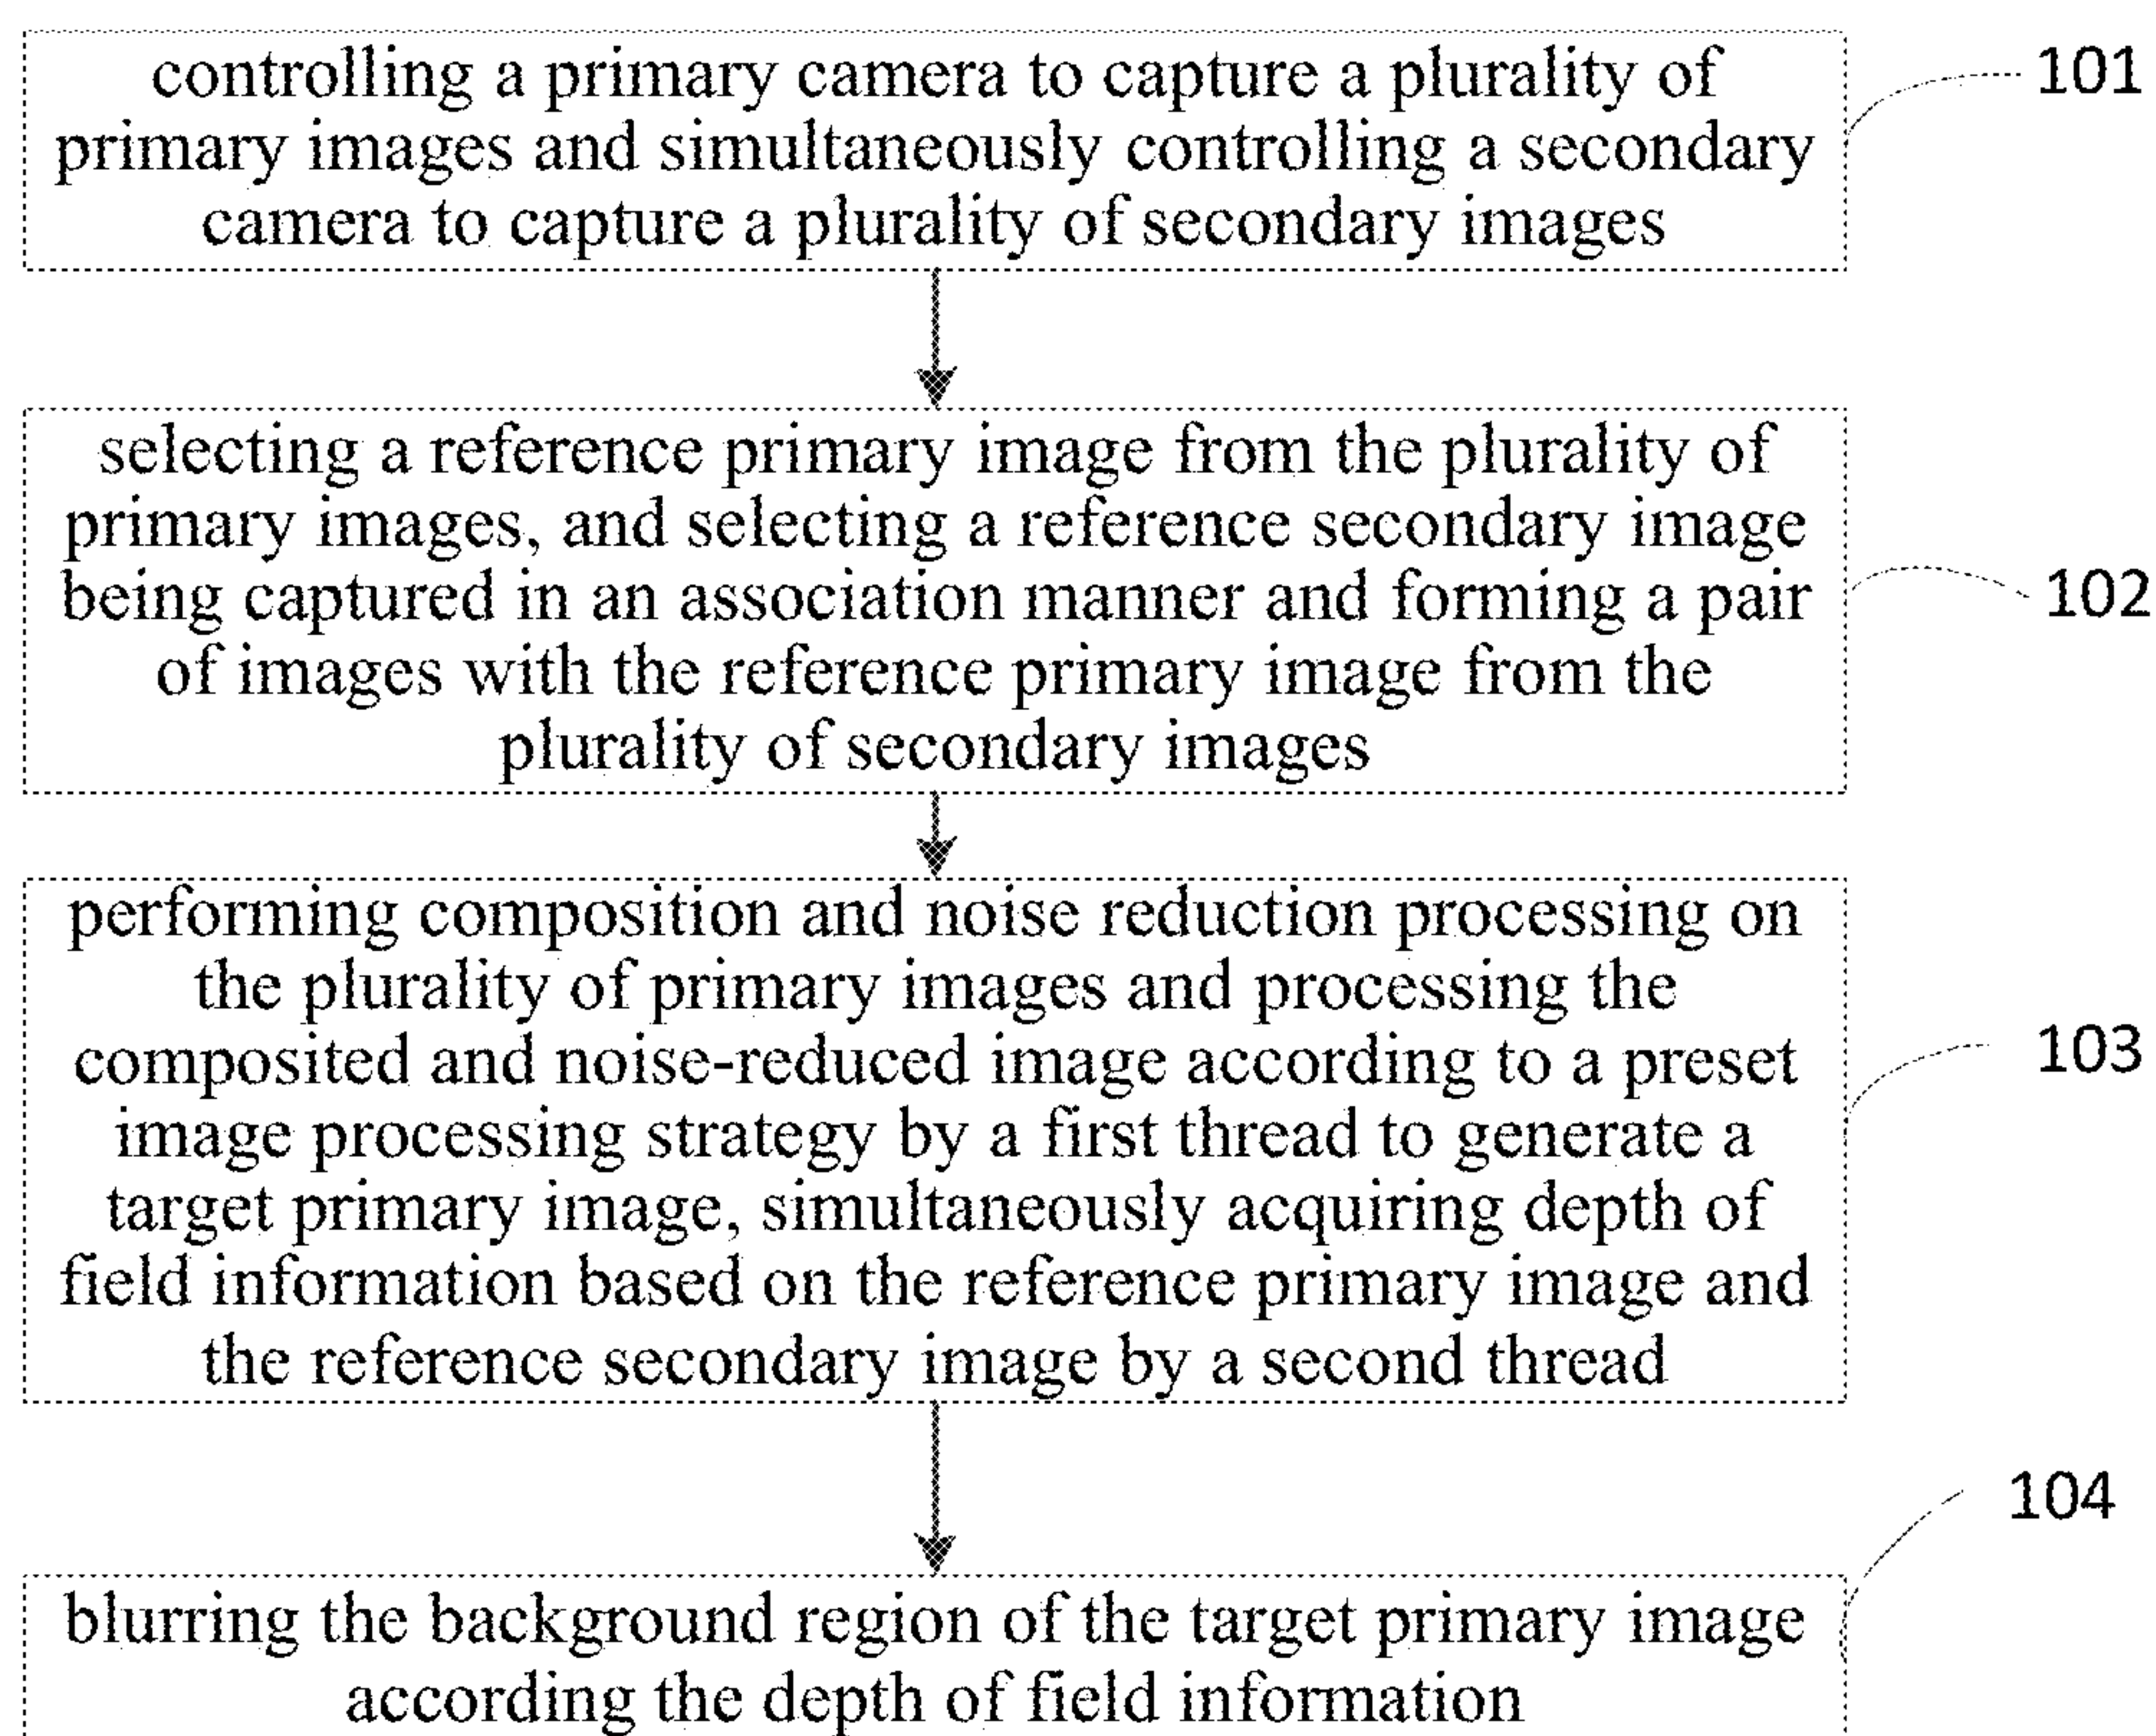 controlling a primary camera to capture a plurality of
primary images and simultaneously controlling a secondary
camera to capture a plurality of secondary images
101
selecting a reference primary image from the plurality of
primary images, and selecting a reference secondary image
being captured in an association manner and forming a pair
of images with the reference primary image from the
plurality of secondary images
102
performing composition and noise reduction processing on
the plurality of primary images and processing the
composited and noise-reduced image according to a preset
image processing strategy by a first thread to generate a
target primary image, simultaneously acquiring depth of
field information based on the reference primary image and
the reference secondary image by a second thread
103
blurring the background region of the target primary image
according the depth of field information
104